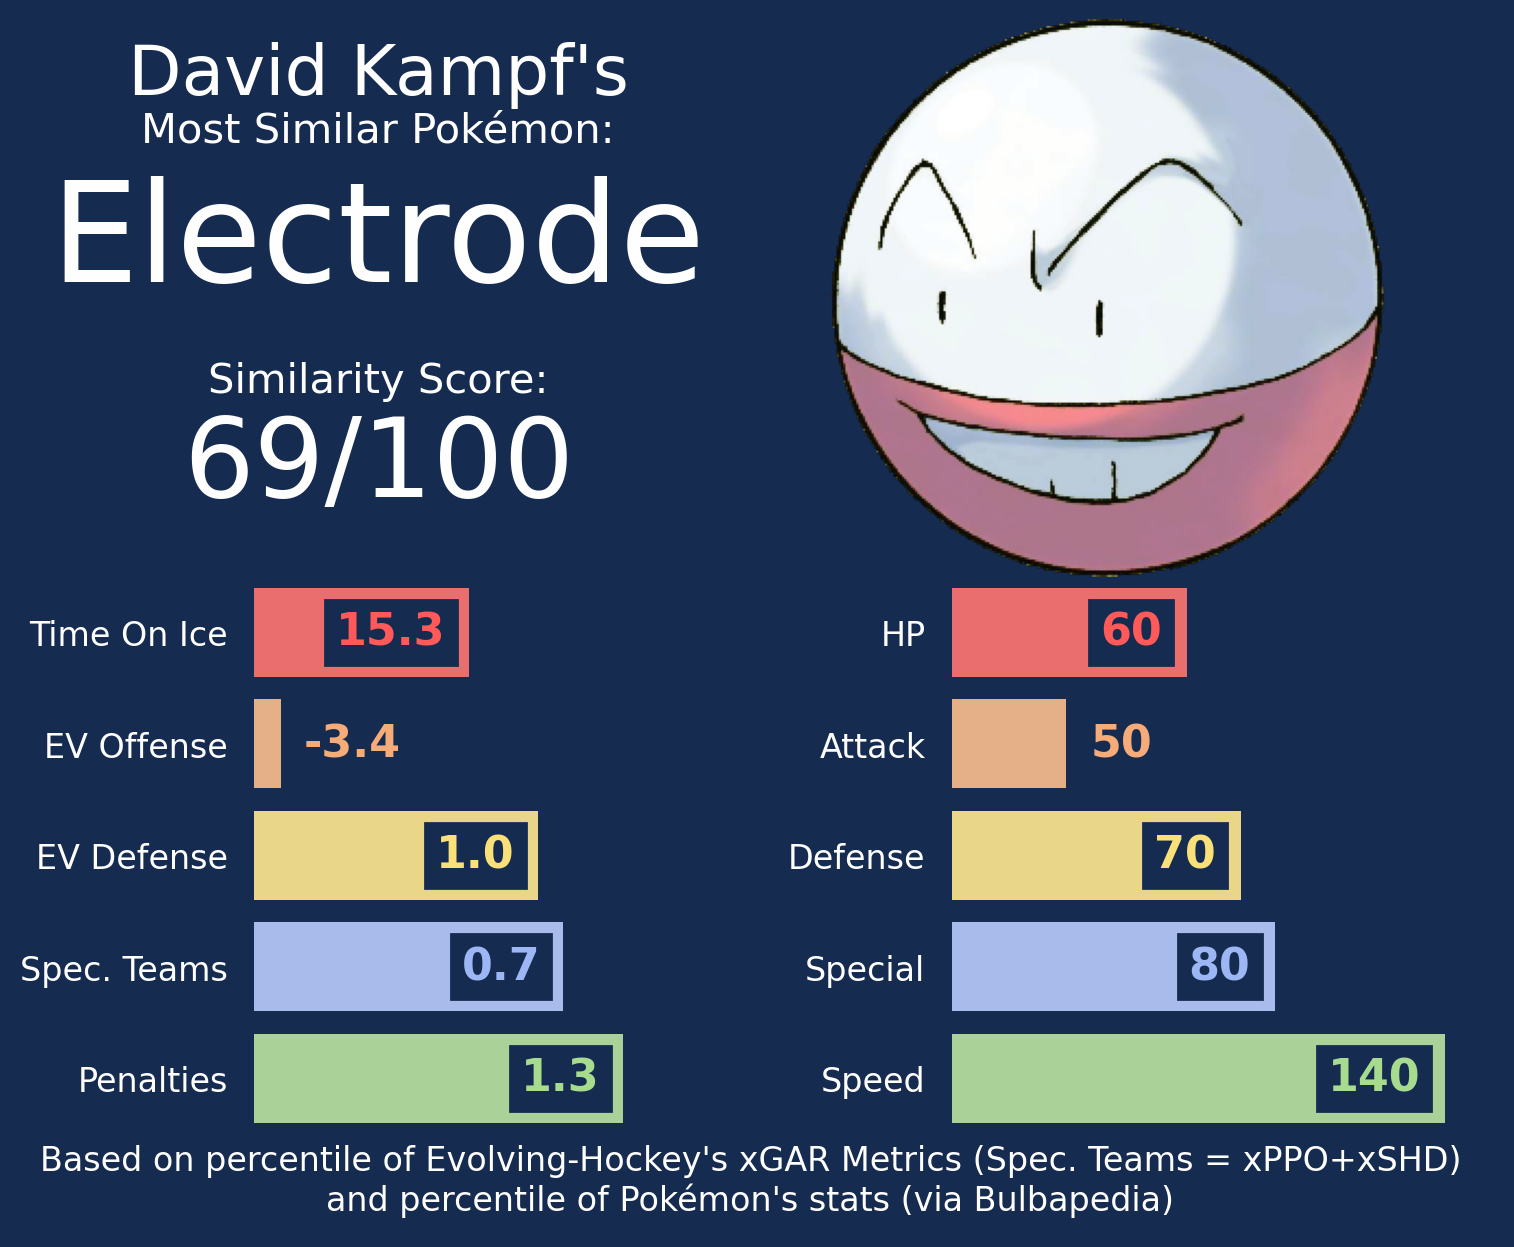 David Kampf's
Most Similar Pokémon:
Electrode
Similarity Score:
69/100
Time On Ice 15.3
EV Offense -3.4
EV Defense 1.0
Spec. Teams 0.7
Penalties 1.3
HP 60
Attack 50
Defense 70
Special 80
Speed 140
Based on percentile of Evolving-Hockey's xGAR Metrics (Spec. Teams = xPPO+xSHD)
and percentile of Pokémon's stats (via Bulbapedia)